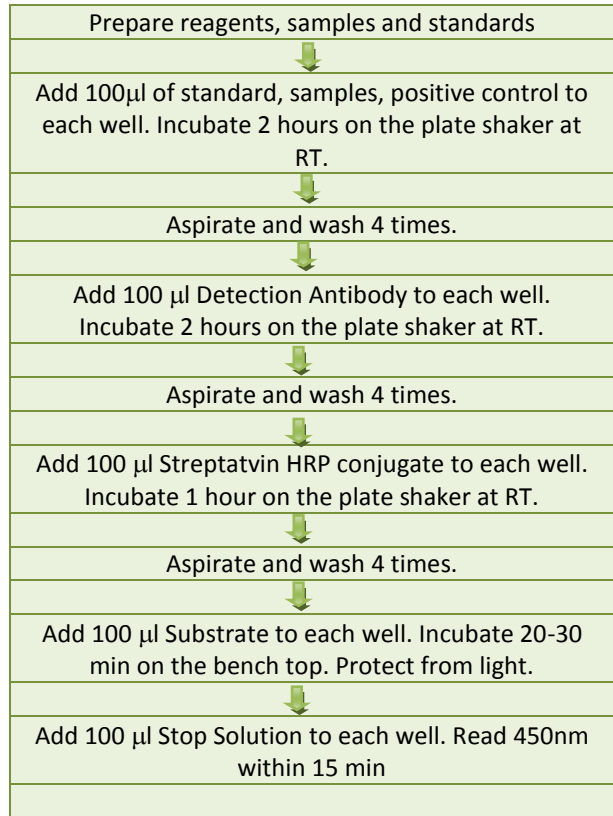 Prepare reagents, samples and standards
Add 100μl of standard, samples, positive control to
each well. Incubate 2 hours on the plate shaker at
RT.
Aspirate and wash 4 times.
Add 100 μl Detection Antibody to each well.
Incubate 2 hours on the plate shaker at RT.
Aspirate and wash 4 times.
Add 100 μl Streptatvin HRP conjugate to each well.
Incubate 1 hour on the plate shaker at RT.
Aspirate and wash 4 times.
Add 100 μl Substrate to each well. Incubate 20-30
min on the bench top. Protect from light.
Add 100 μl Stop Solution to each well. Read 450nm
within 15 min